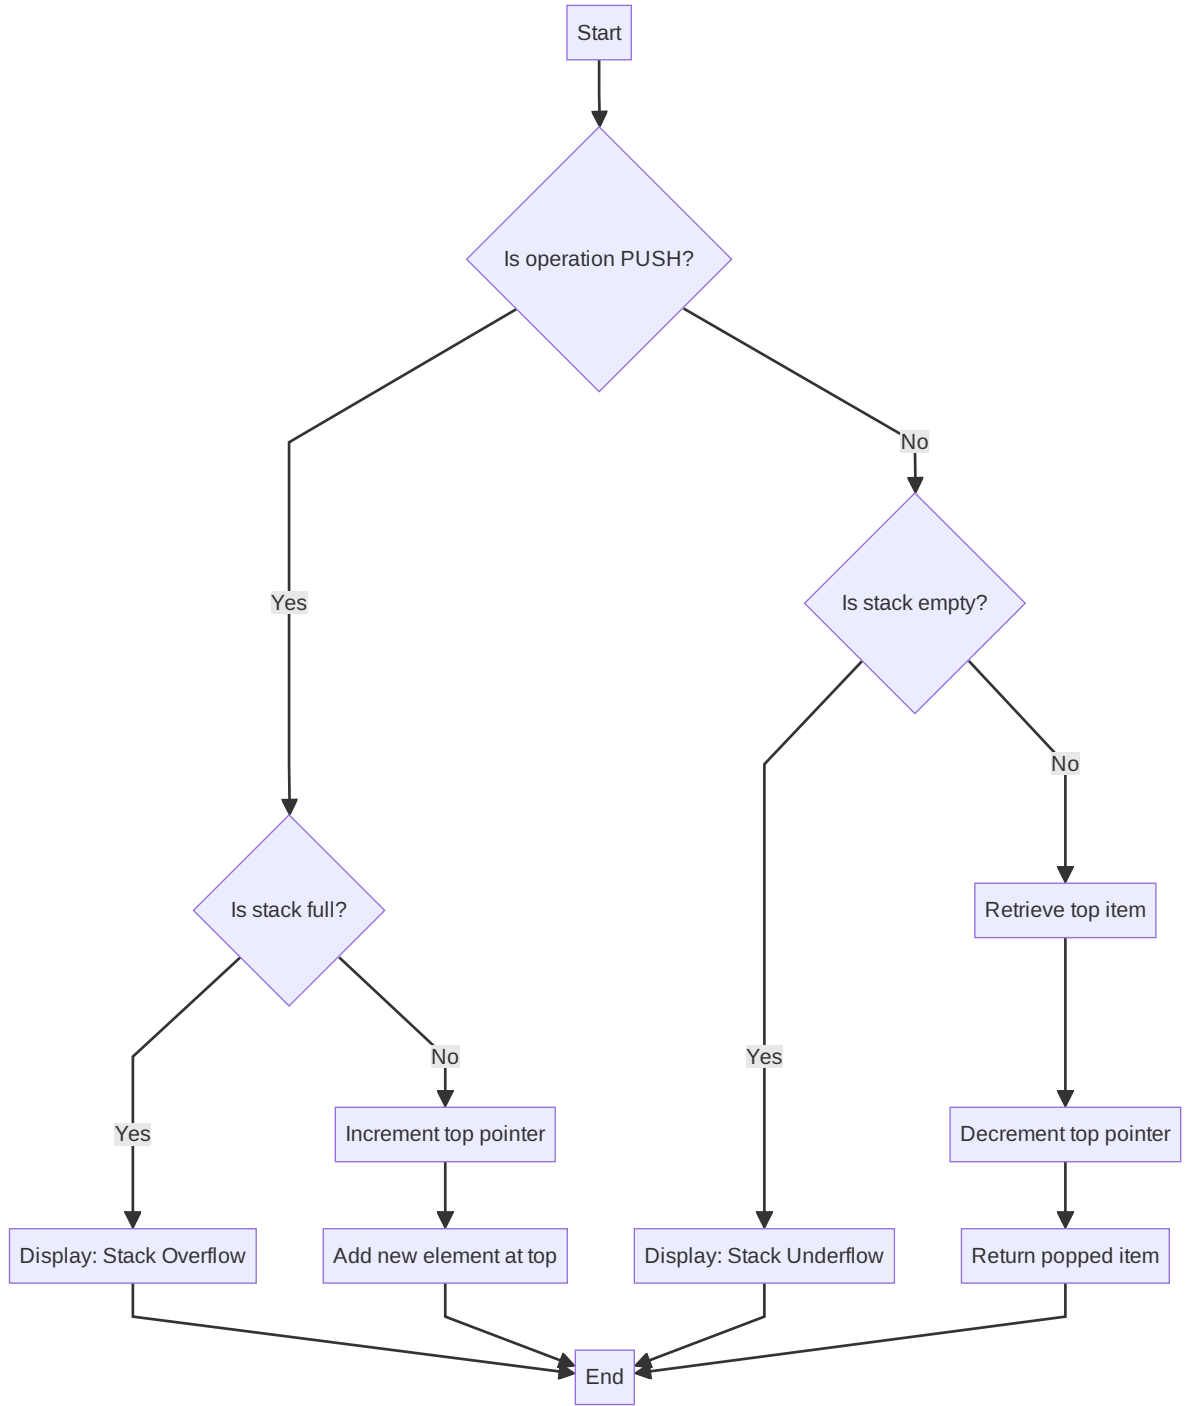 Start
Is operation PUSH?
No
Yes
Is stack empty?
No
Is stack full?
Retrieve top item
Yes
No
Yes
Increment top pointer
Decrement top pointer
Display: Stack Overflow
Add new element at top
Display: Stack Underflow
Return popped item
End